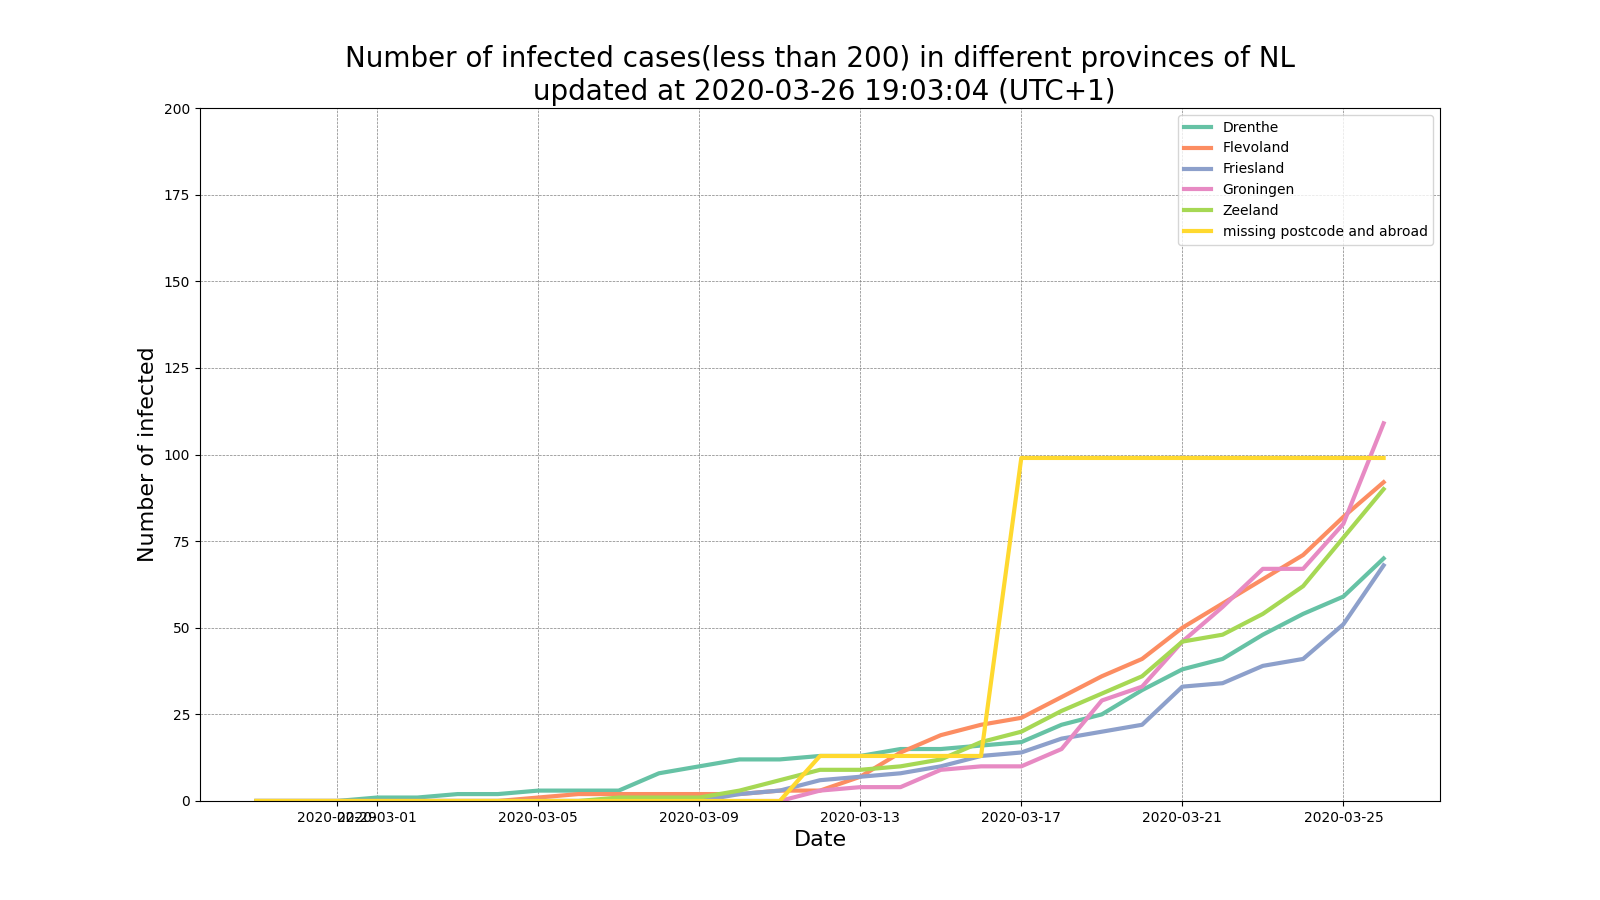 Number of infected cases(less than 200) in different provinces of NL
updated at 2020-03-26 19:03:04 (UTC+1)
200
175
150
125
100
75
50
25
0
Number of infected
Drenthe
Flevoland
Friesland
Groningen
Zeeland
missing postcode and abroad
2020-02-29
2020-03-01
2020-03-05
2020-03-09
2020-03-13
2020-03-17
2020-03-21
2020-03-25
Date